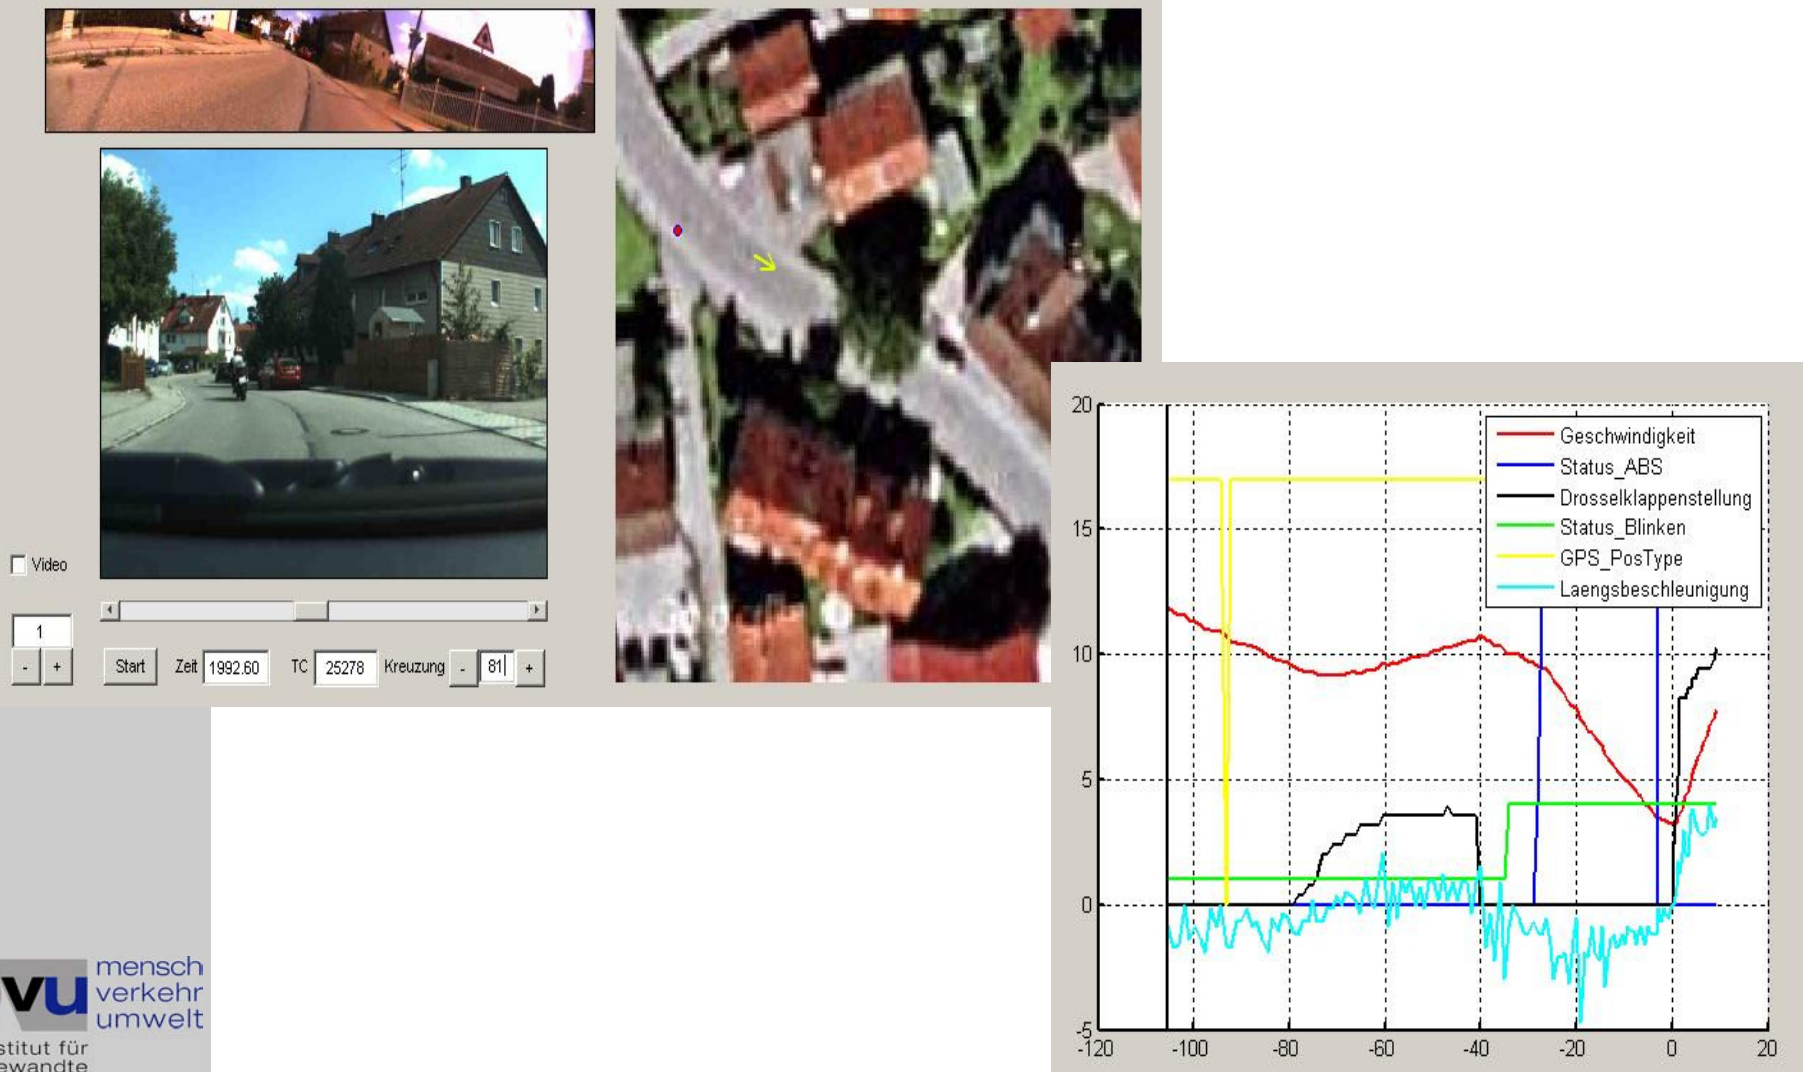 Video
1
- +
Start Zeit 1992.60 TC 25278 Kreuzung - 81 +
20
15
10
5
0
-5
-120 -100 -80 -60 -40 -20 0 20
Geschwindigkeit
Status_ABS
Drosselklappenstellung
Status_Blinken
GPS_PosType
Laengsbeschleunigung
vu
mensch
verkehr
umwelt
stitut für
ewandte